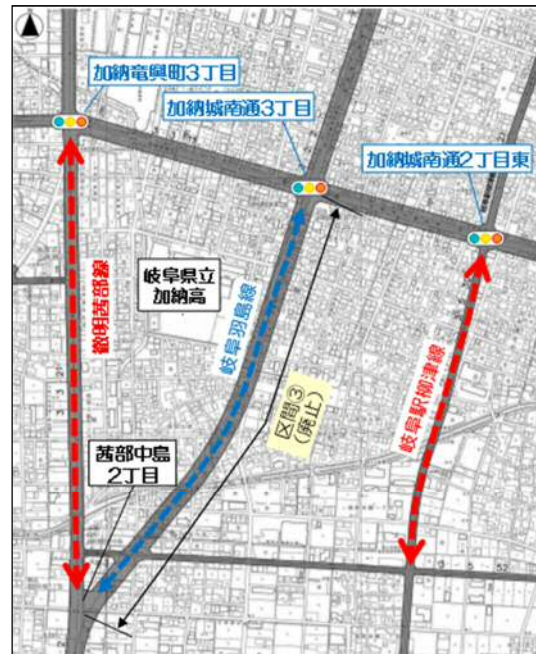 加納竜興町3丁目
加納城南通3丁目
加納城南通2丁目東
岐阜県立
加納高
徹明茜部線
岐阜羽島線
区間③
(廃止)
岐阜駅柳津線
茜部中島
2丁目